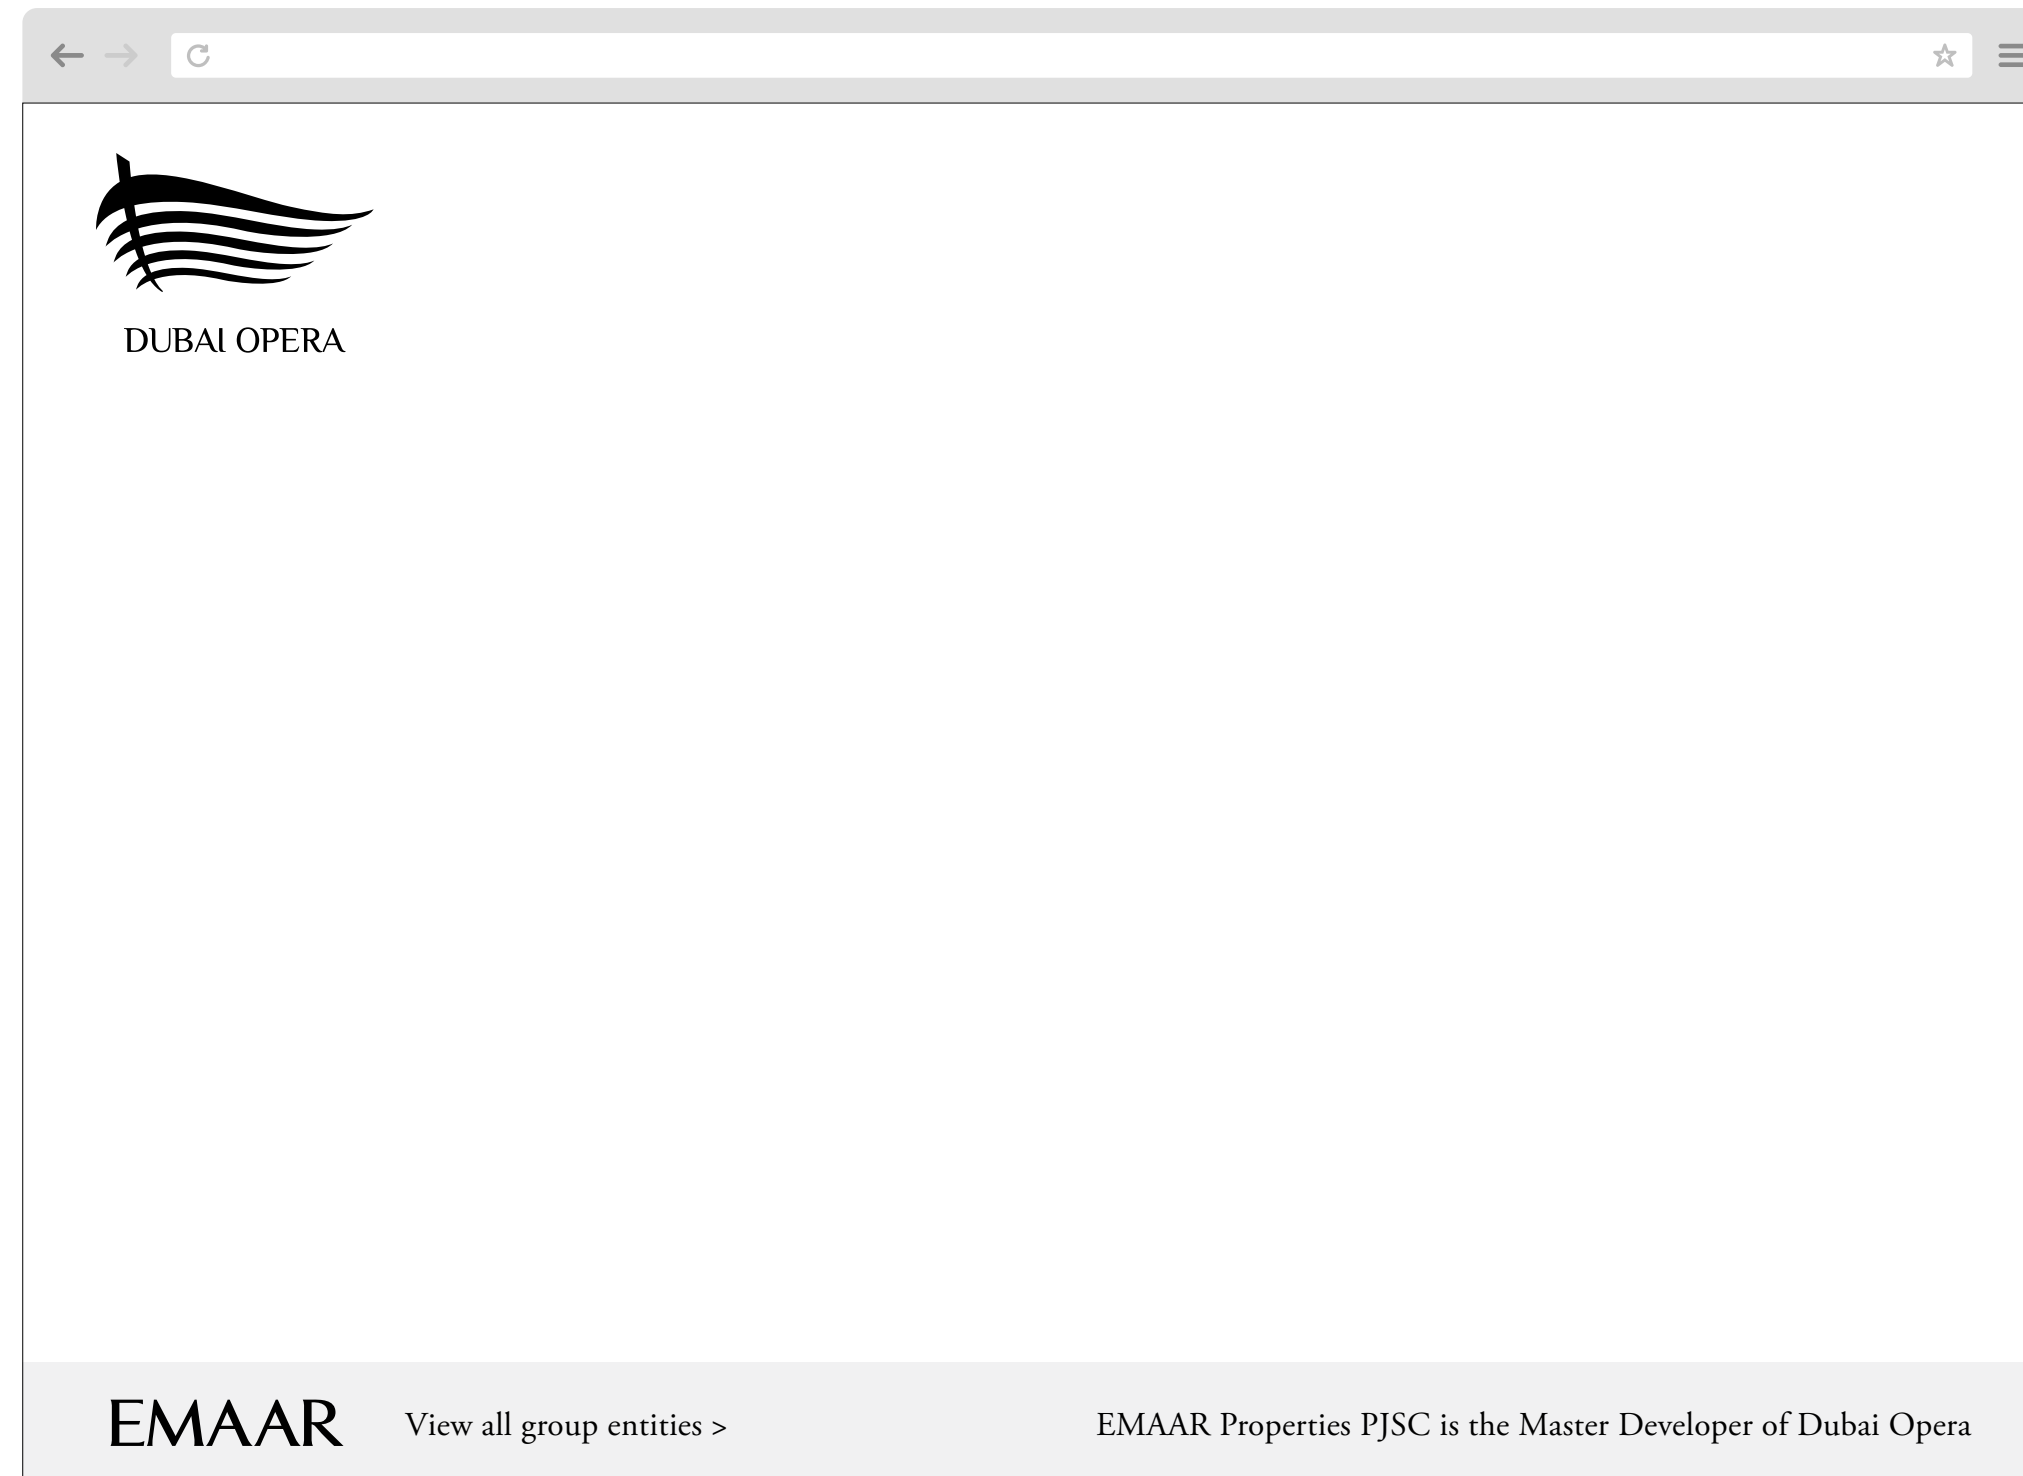 DUBAI OPERA
EMAAR
View all group entities >
EMAAR Properties PJSC is the Master Developer of Dubai Opera